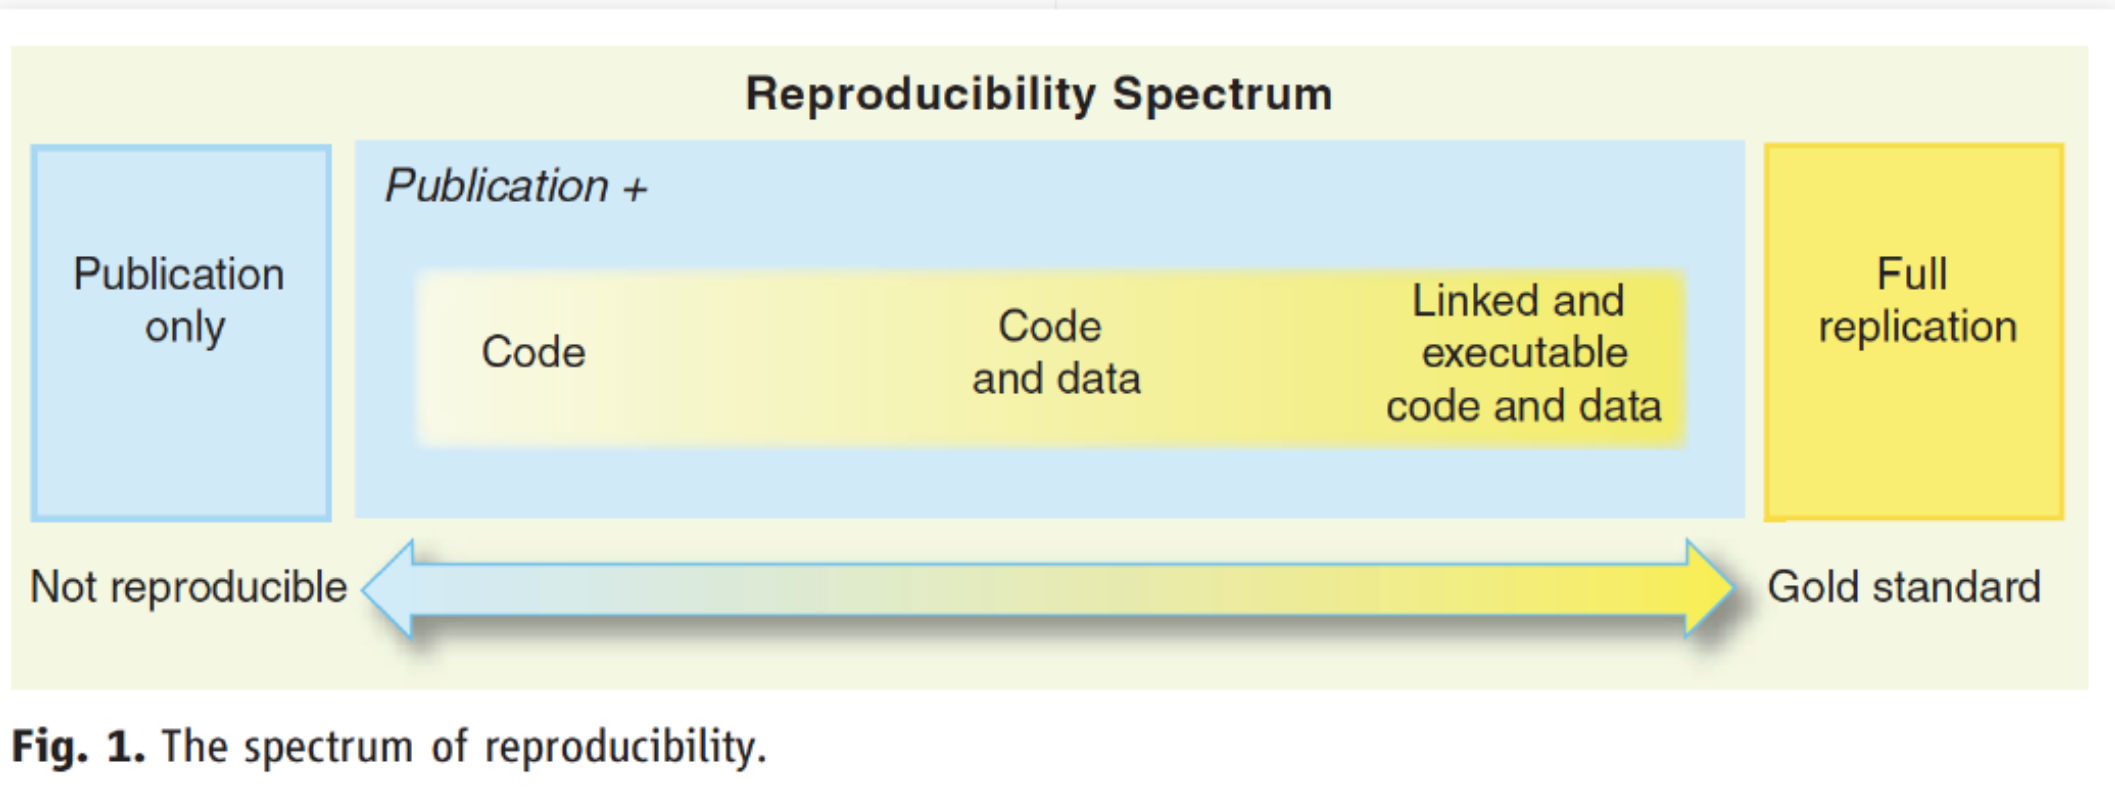 Reproducibility Spectrum
Publication
only
Publication +
Code
Code
and data
Linked and
executable
code and data
Full
replication
Not reproducible
Gold standard
Fig. 1. The spectrum of reproducibility.